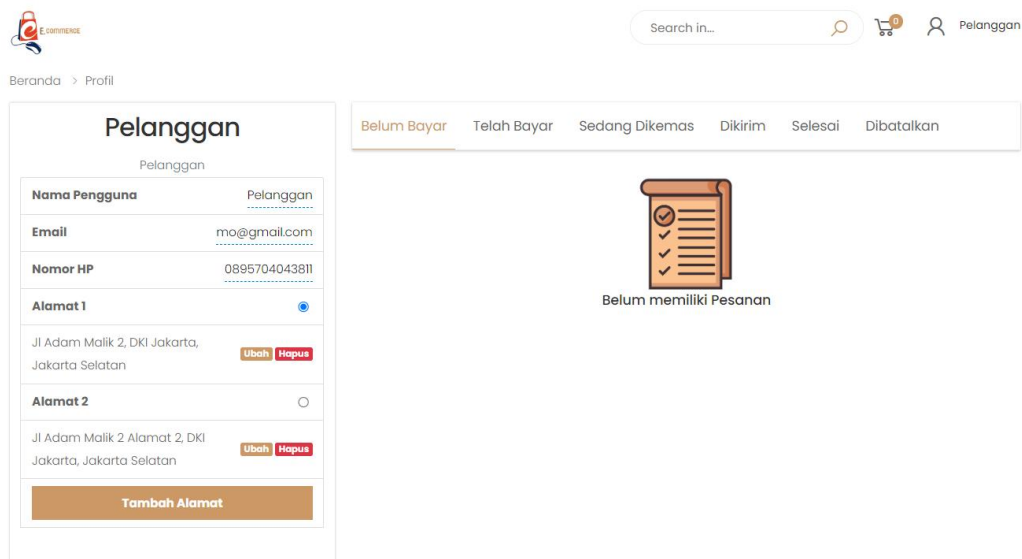 E COMMERCE
Search in...
0
Pelanggan
Beranda > Profil
Pelanggan
Pelanggan
Nama Pengguna Pelanggan
Email mo@gmail.com
Nomor HP 0895704043811
Alamat 1
Jl Adam Malik 2, DKI Jakarta,
Jakarta Selatan
Ubah Hapus
Alamat 2
Jl Adam Malik 2 Alamat 2, DKI
Jakarta, Jakarta Selatan
Ubah Hapus
Tambah Alamat
Belum Bayar Telah Bayar Sedang Dikemas Dikirim Selesai Dibatalkan
Belum memiliki Pesanan